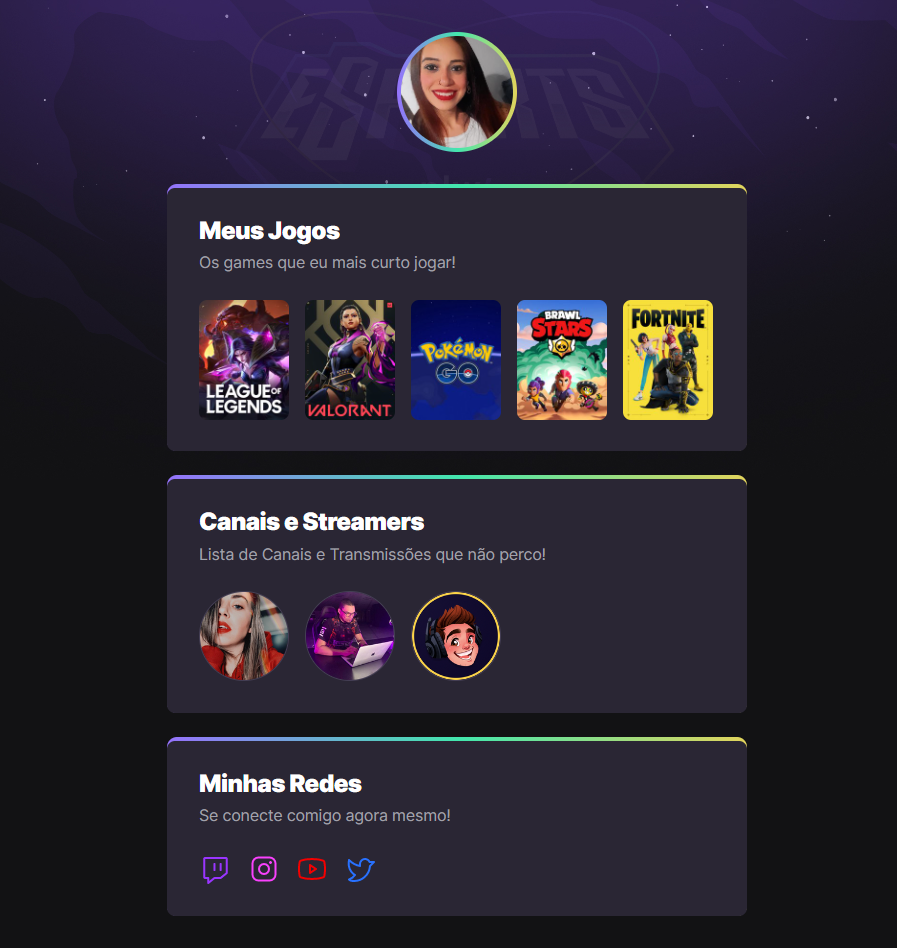 ESPORTS
Meus Jogos
Os games que eu mais curto jogar!
LEAGUE OF
LEGENDS
VALORANT
POKÉMON
GO
BRAWL
STARS
FORTNITE
Canais e Streamers
Lista de Canais e Transmissões que não perco!
Minhas Redes
Se conecte comigo agora mesmo!